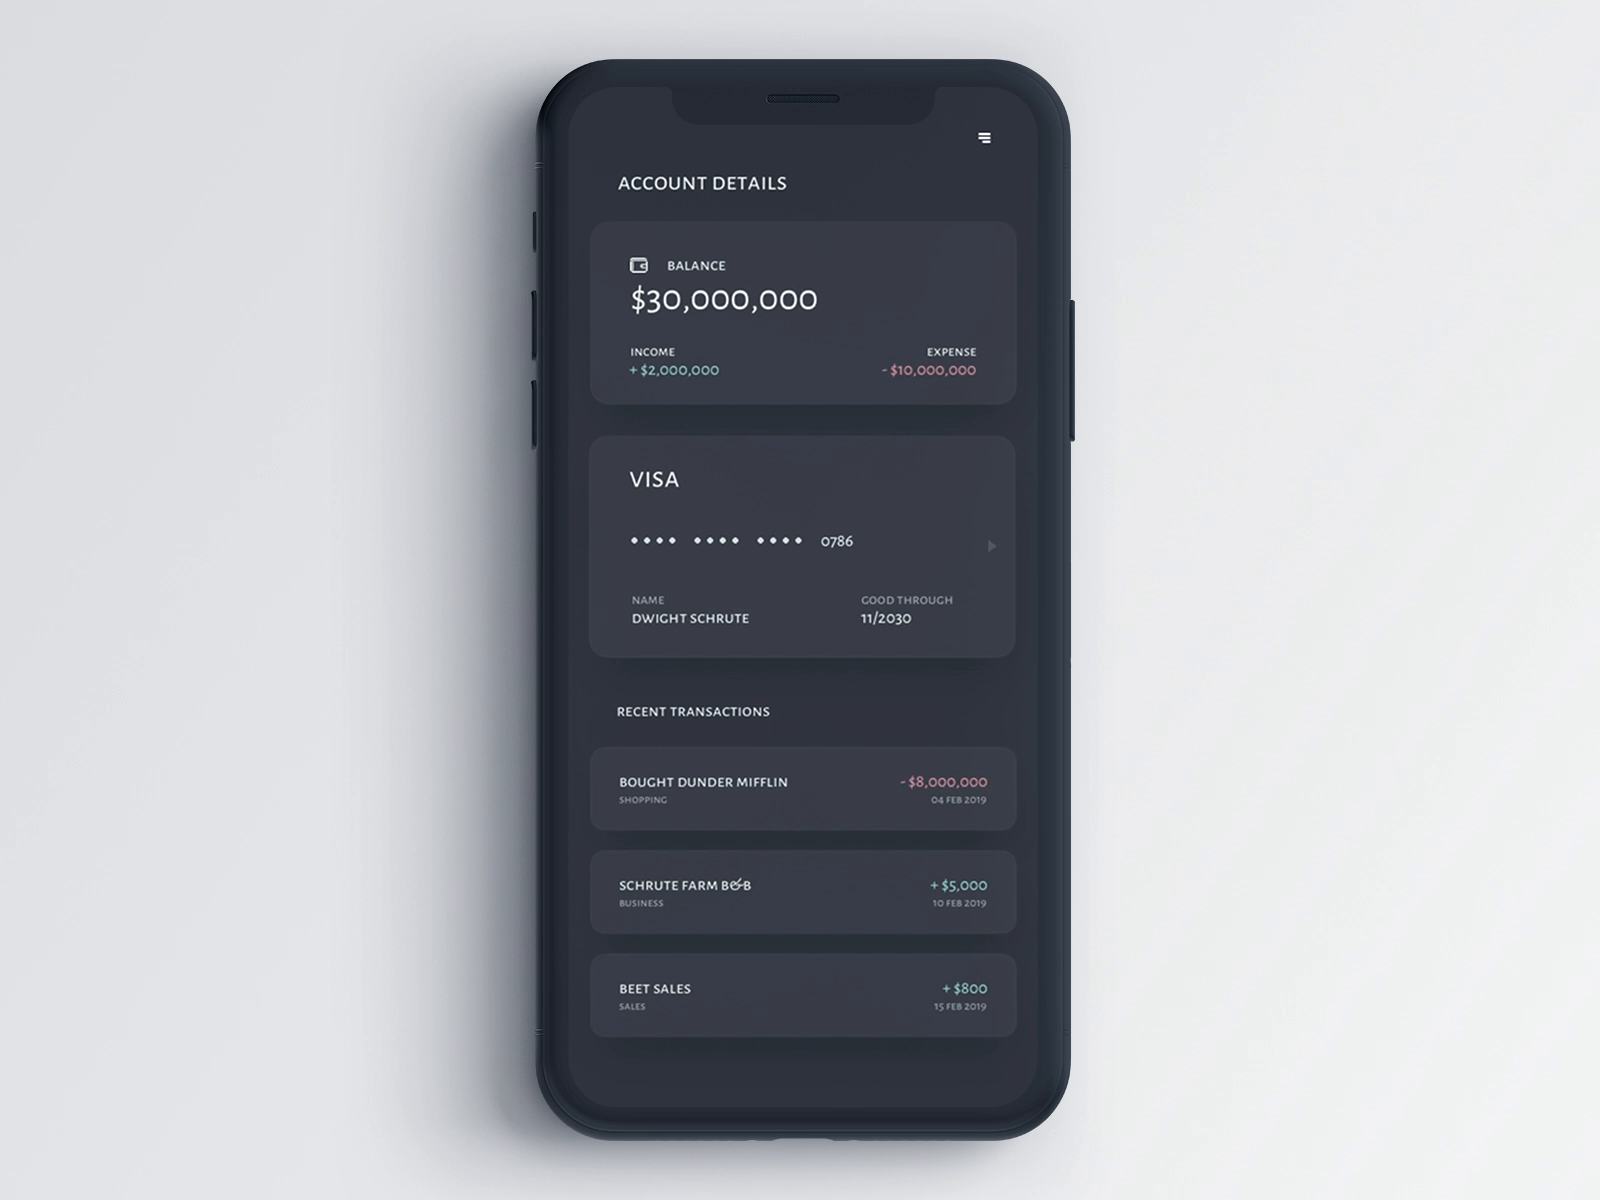 ACCOUNT DETAILS
BALANCE
$30,000,000
INCOME EXPENSE
+ $2,000,000 - $10,000,000
VISA
•••• •••• •••• 0786
NAME GOOD THROUGH
DWIGHT SCHRUTE 11/2030
RECENT TRANSACTIONS
BOUGHT DUNDER MIFFLIN - $8,000,000
SHOPPING 04 FEB 2019
SCHRUTE FARM B&B + $5,000
BUSINESS 10 FEB 2019
BEET SALES + $800
SALES 15 FEB 2019